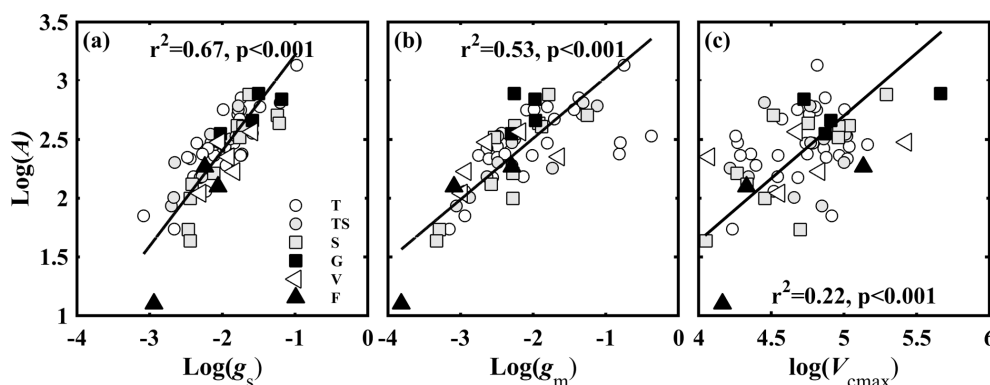 3.5
3
2.5
2
1.5
1
Log(A)
(a)
r²=0.67, p<0.001
T
TS
S
G
V
F
-4
-3
-2
-1
0
Log(gₛ)
(b)
r²=0.53, p<0.001
-4
-3
-2
-1
0
Log(gₘ)
(c)
r²=0.22, p<0.001
4
4.5
5
5.5
6
log(Vcmax)